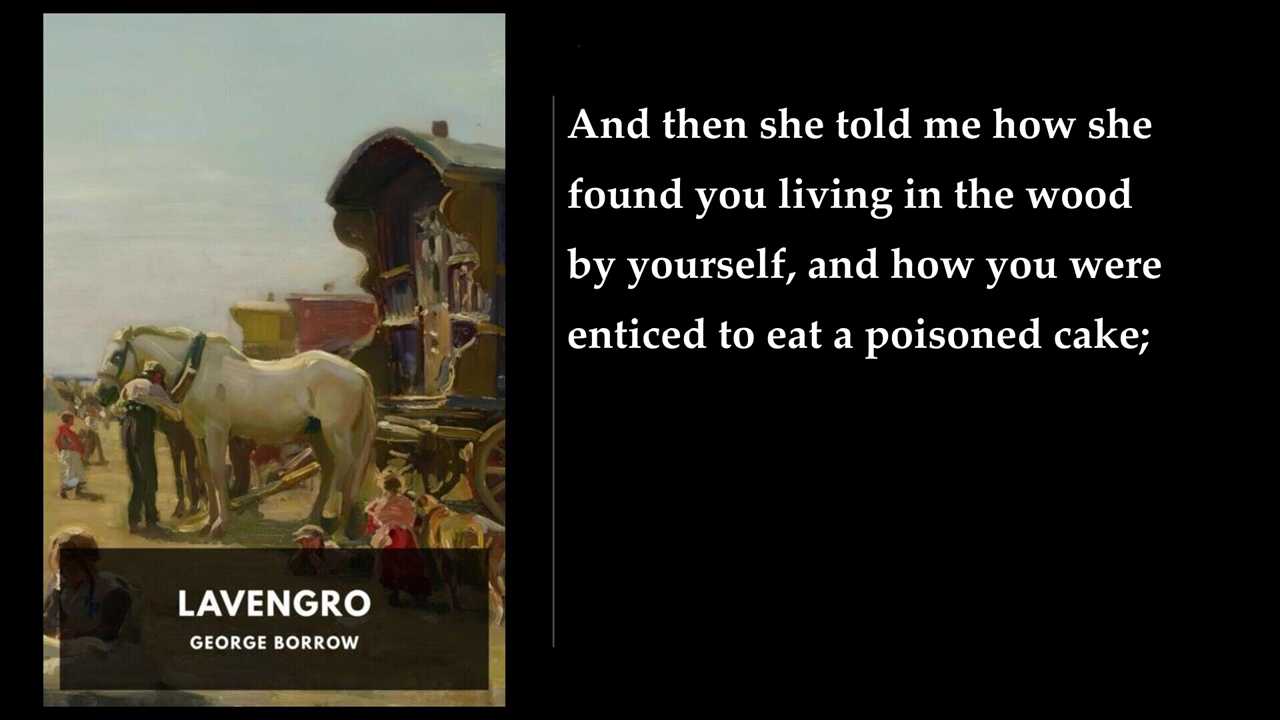 And then she told me how she
found you living in the wood
by yourself, and how you were
enticed to eat a poisoned cake;
LAVENGRO
GEORGE BORROW